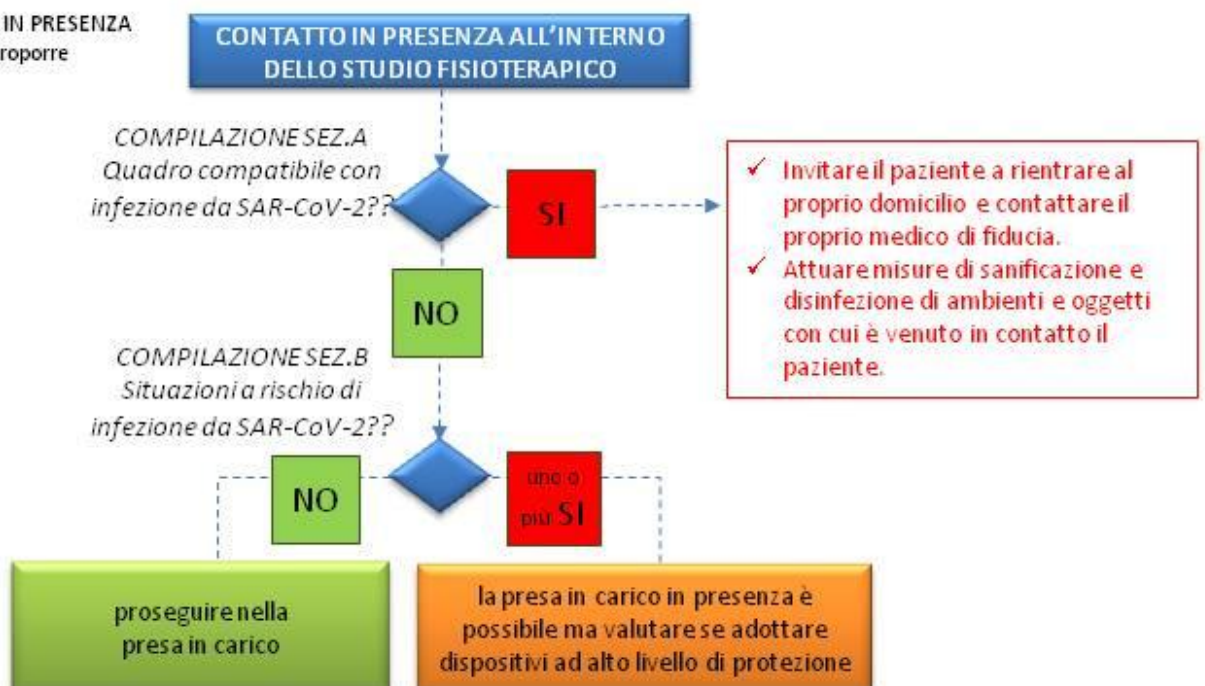 IN PRESENZA
roporre
CONTATTO IN PRESENZA ALL'INTERNO
DELLO STUDIO FISIOTERAPICO
COMPILAZIONE SEZ.A
Quadro compatibile con
infezione da SAR-CoV-2??
SI
✓ Invitare il paziente a rientrare al
proprio domicilio e contattare il
proprio medico di fiducia.
✓ Attuare misure di sanificazione e
disinfezione di ambienti e oggetti
con cui è venuto in contatto il
paziente.
NO
COMPILAZIONE SEZ.B
Situazioni a rischio di
infezione da SAR-CoV-2??
NO
uno o
più SI
proseguire nella
presa in carico
la presa in carico in presenza è
possibile ma valutare se adottare
dispositivi ad alto livello di protezione